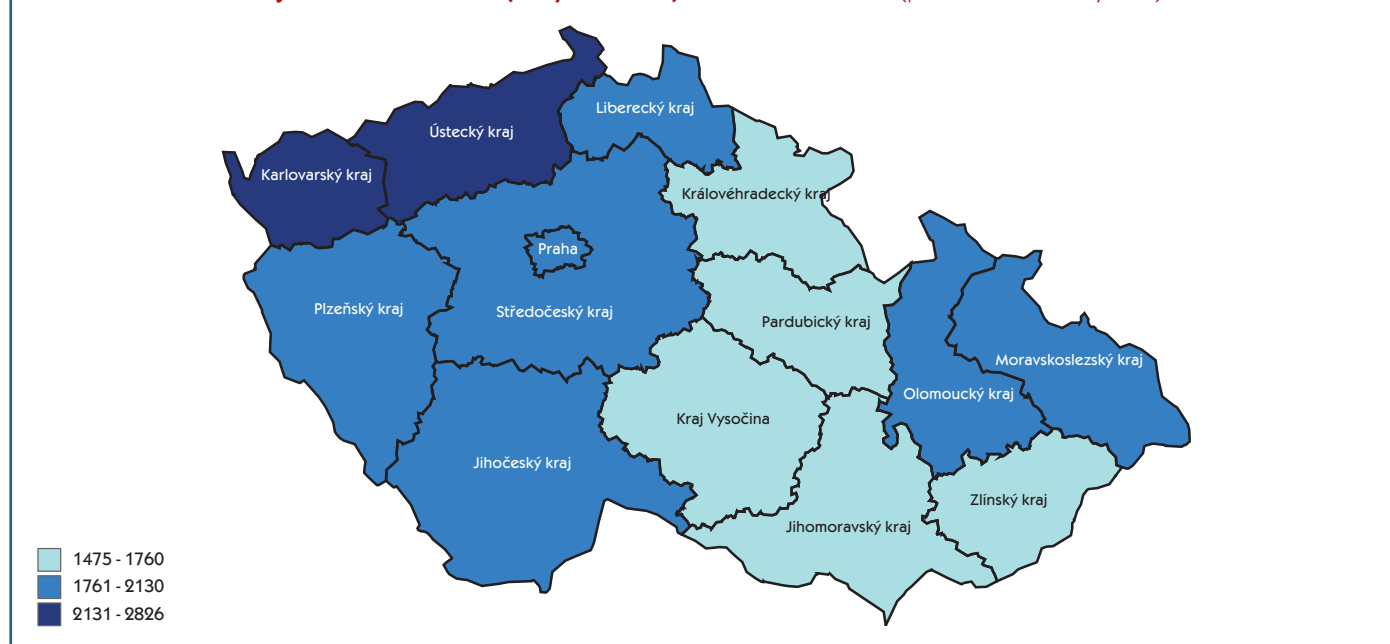 Liberecký kraj
Ústecký kraj
Karlovarský kraj
Královéhradecký kraj
Praha
Plzeňský kraj
Středočeský kraj
Pardubický kraj
Moravskoslezský kraj
Olomoucký kraj
Kraj Vysočina
Jihočeský kraj
Zlínský kraj
Jihomoravský kraj
1475 - 1760
1761 - 2130
2131 - 2826